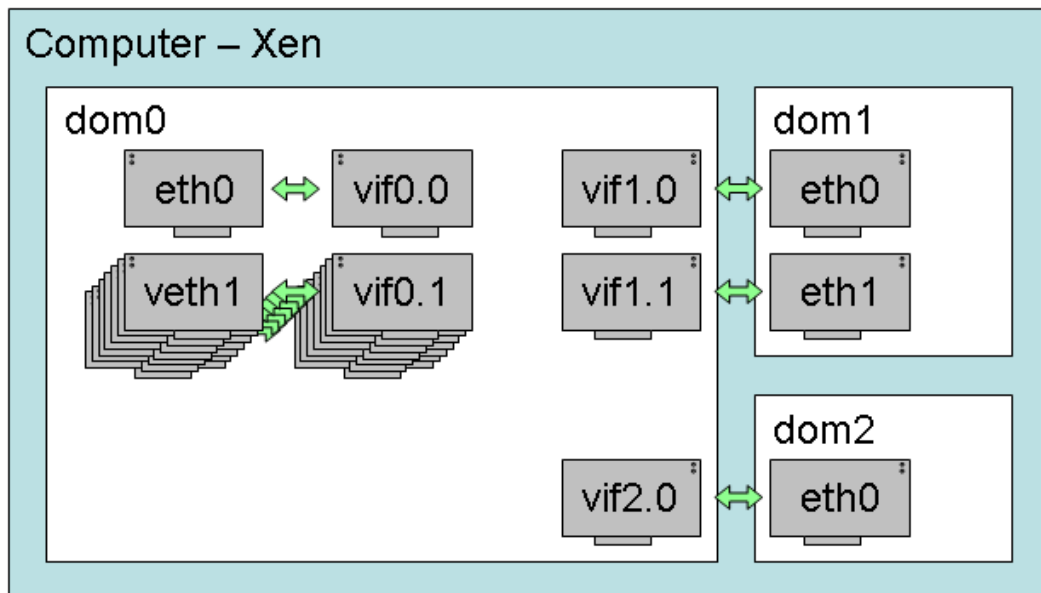 Computer – Xen
dom0
dom1
eth0
vif0.0
vif1.0
eth0
veth1
vif0.1
vif1.1
eth1
dom2
vif2.0
eth0